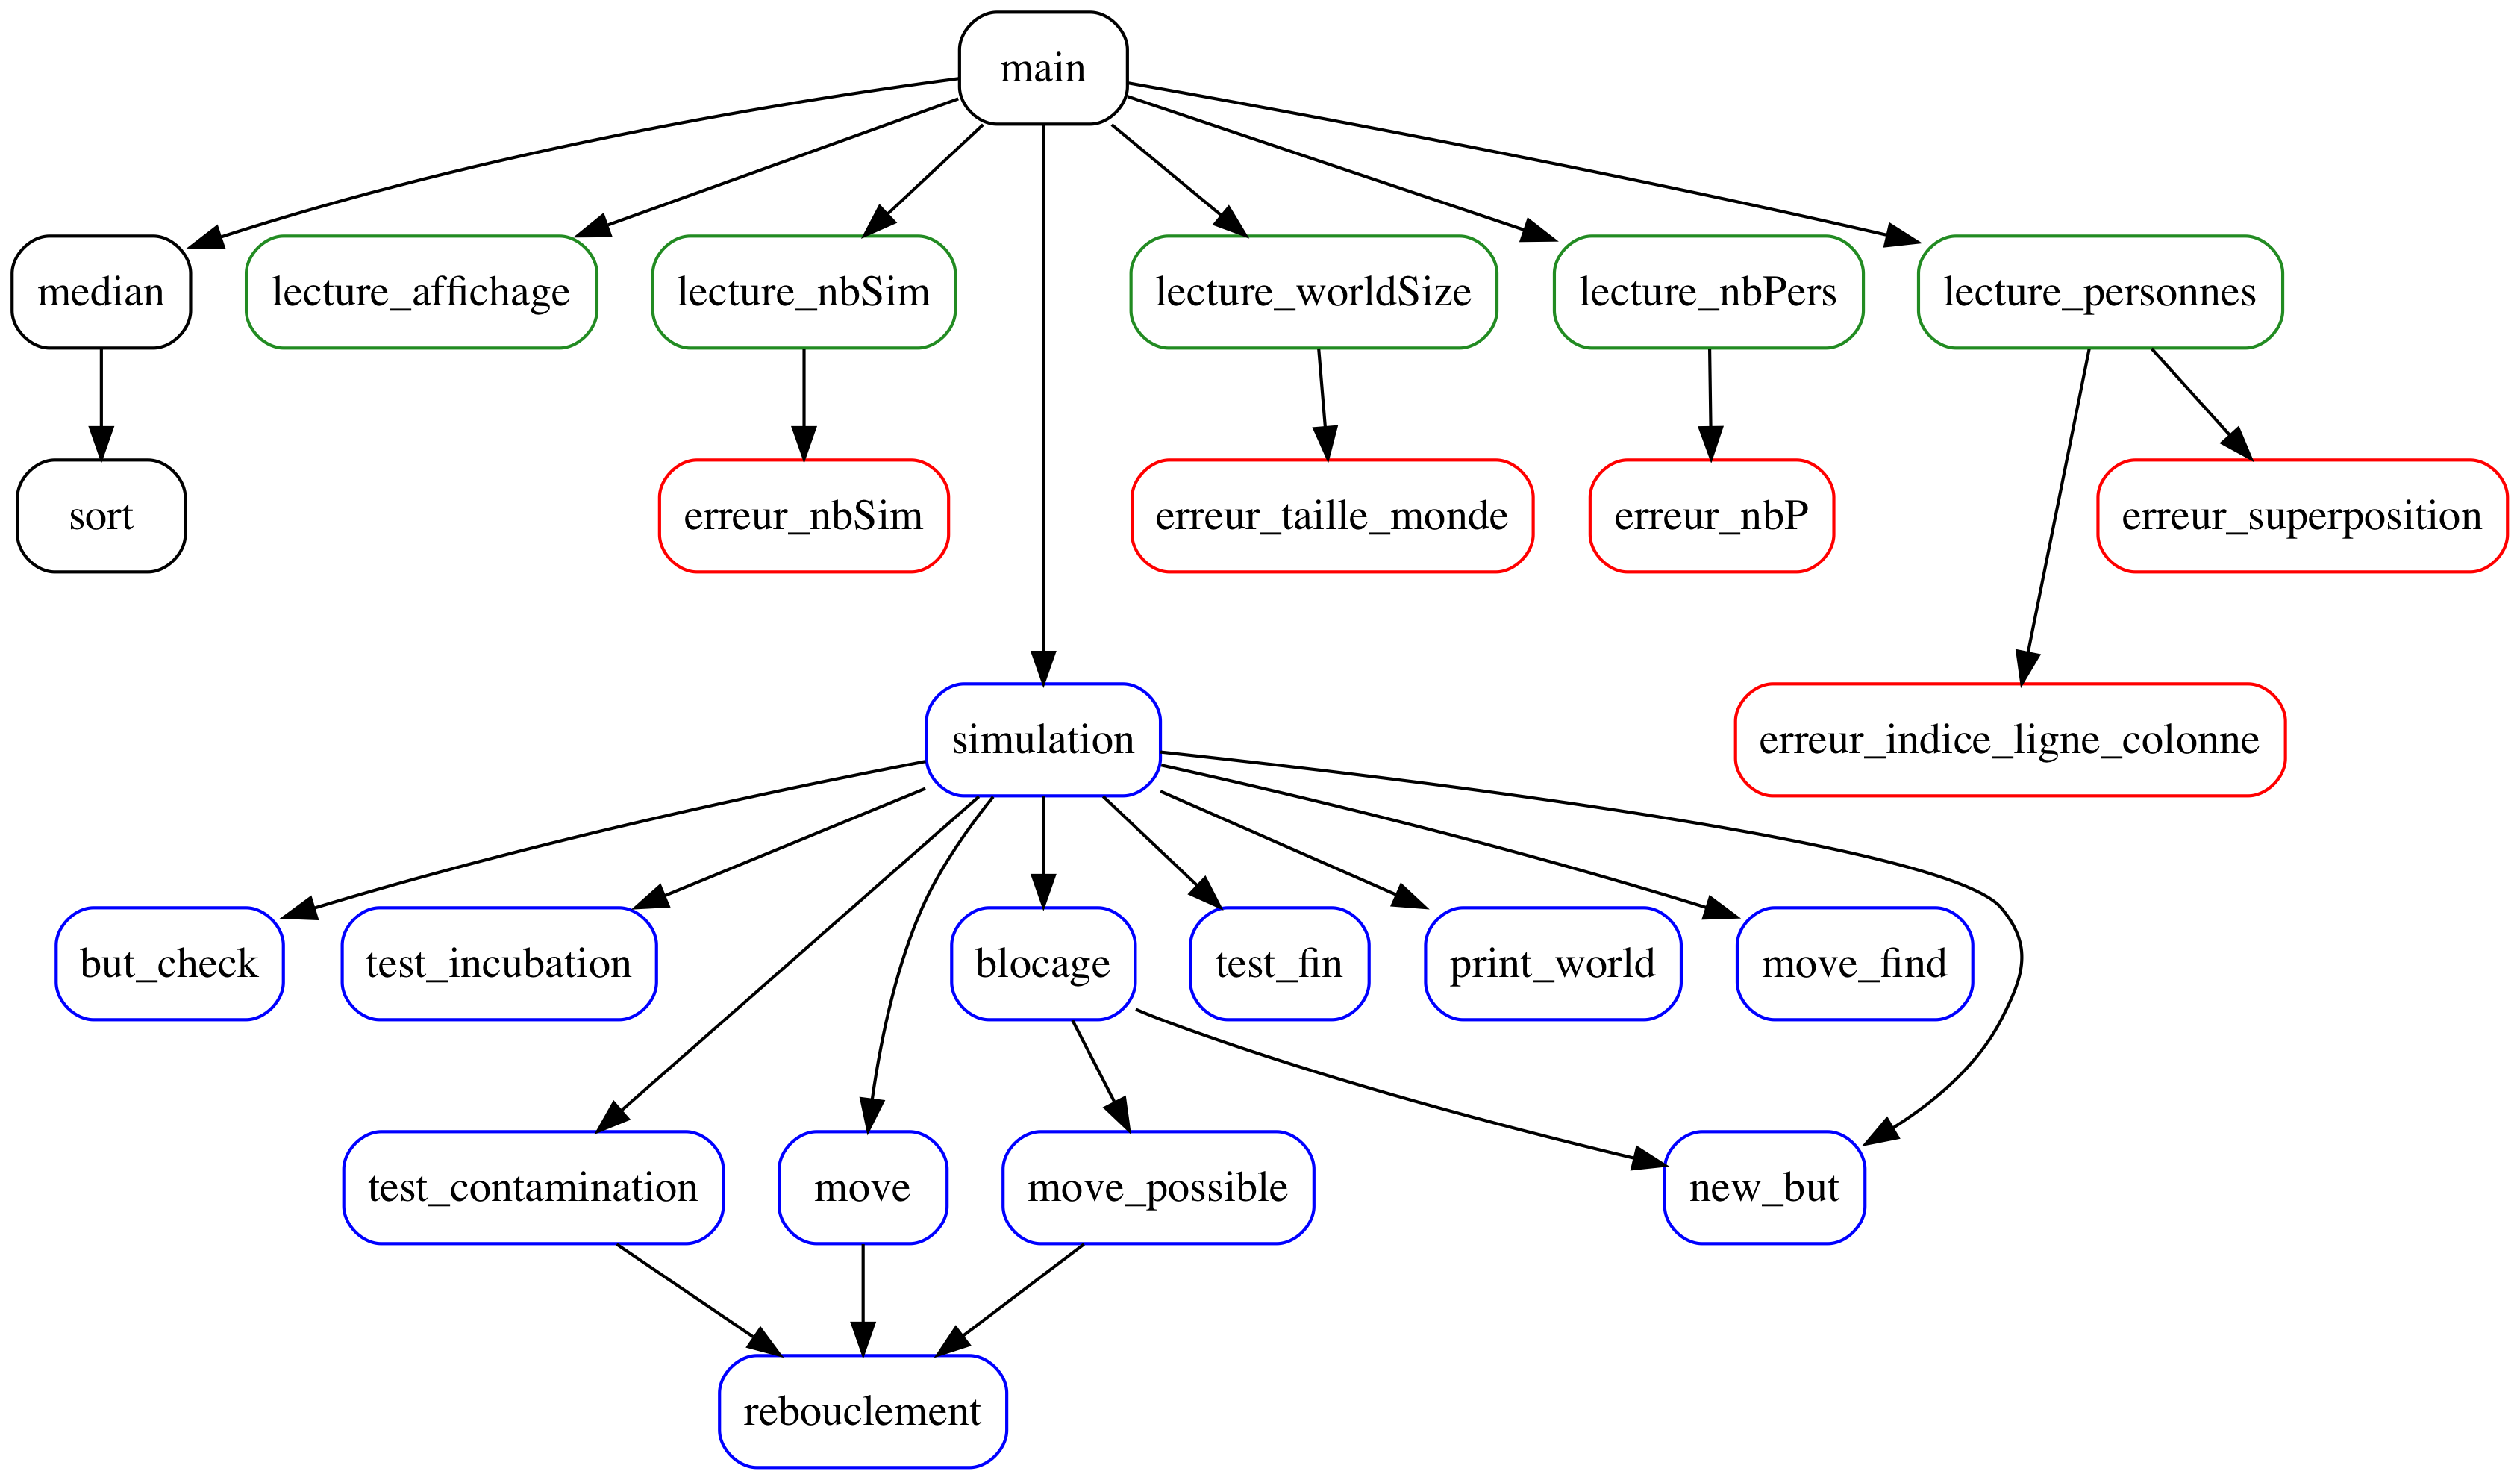 main
median
lecture_affichage
lecture_nbSim
lecture_worldSize
lecture_nbPers
lecture_personnes
sort
erreur_nbSim
erreur_taille_monde
erreur_nbP
erreur_superposition
simulation
erreur_indice_ligne_colonne
but_check
test_incubation
blocage
test_fin
print_world
move_find
test_contamination
move
move_possible
new_but
rebouclement